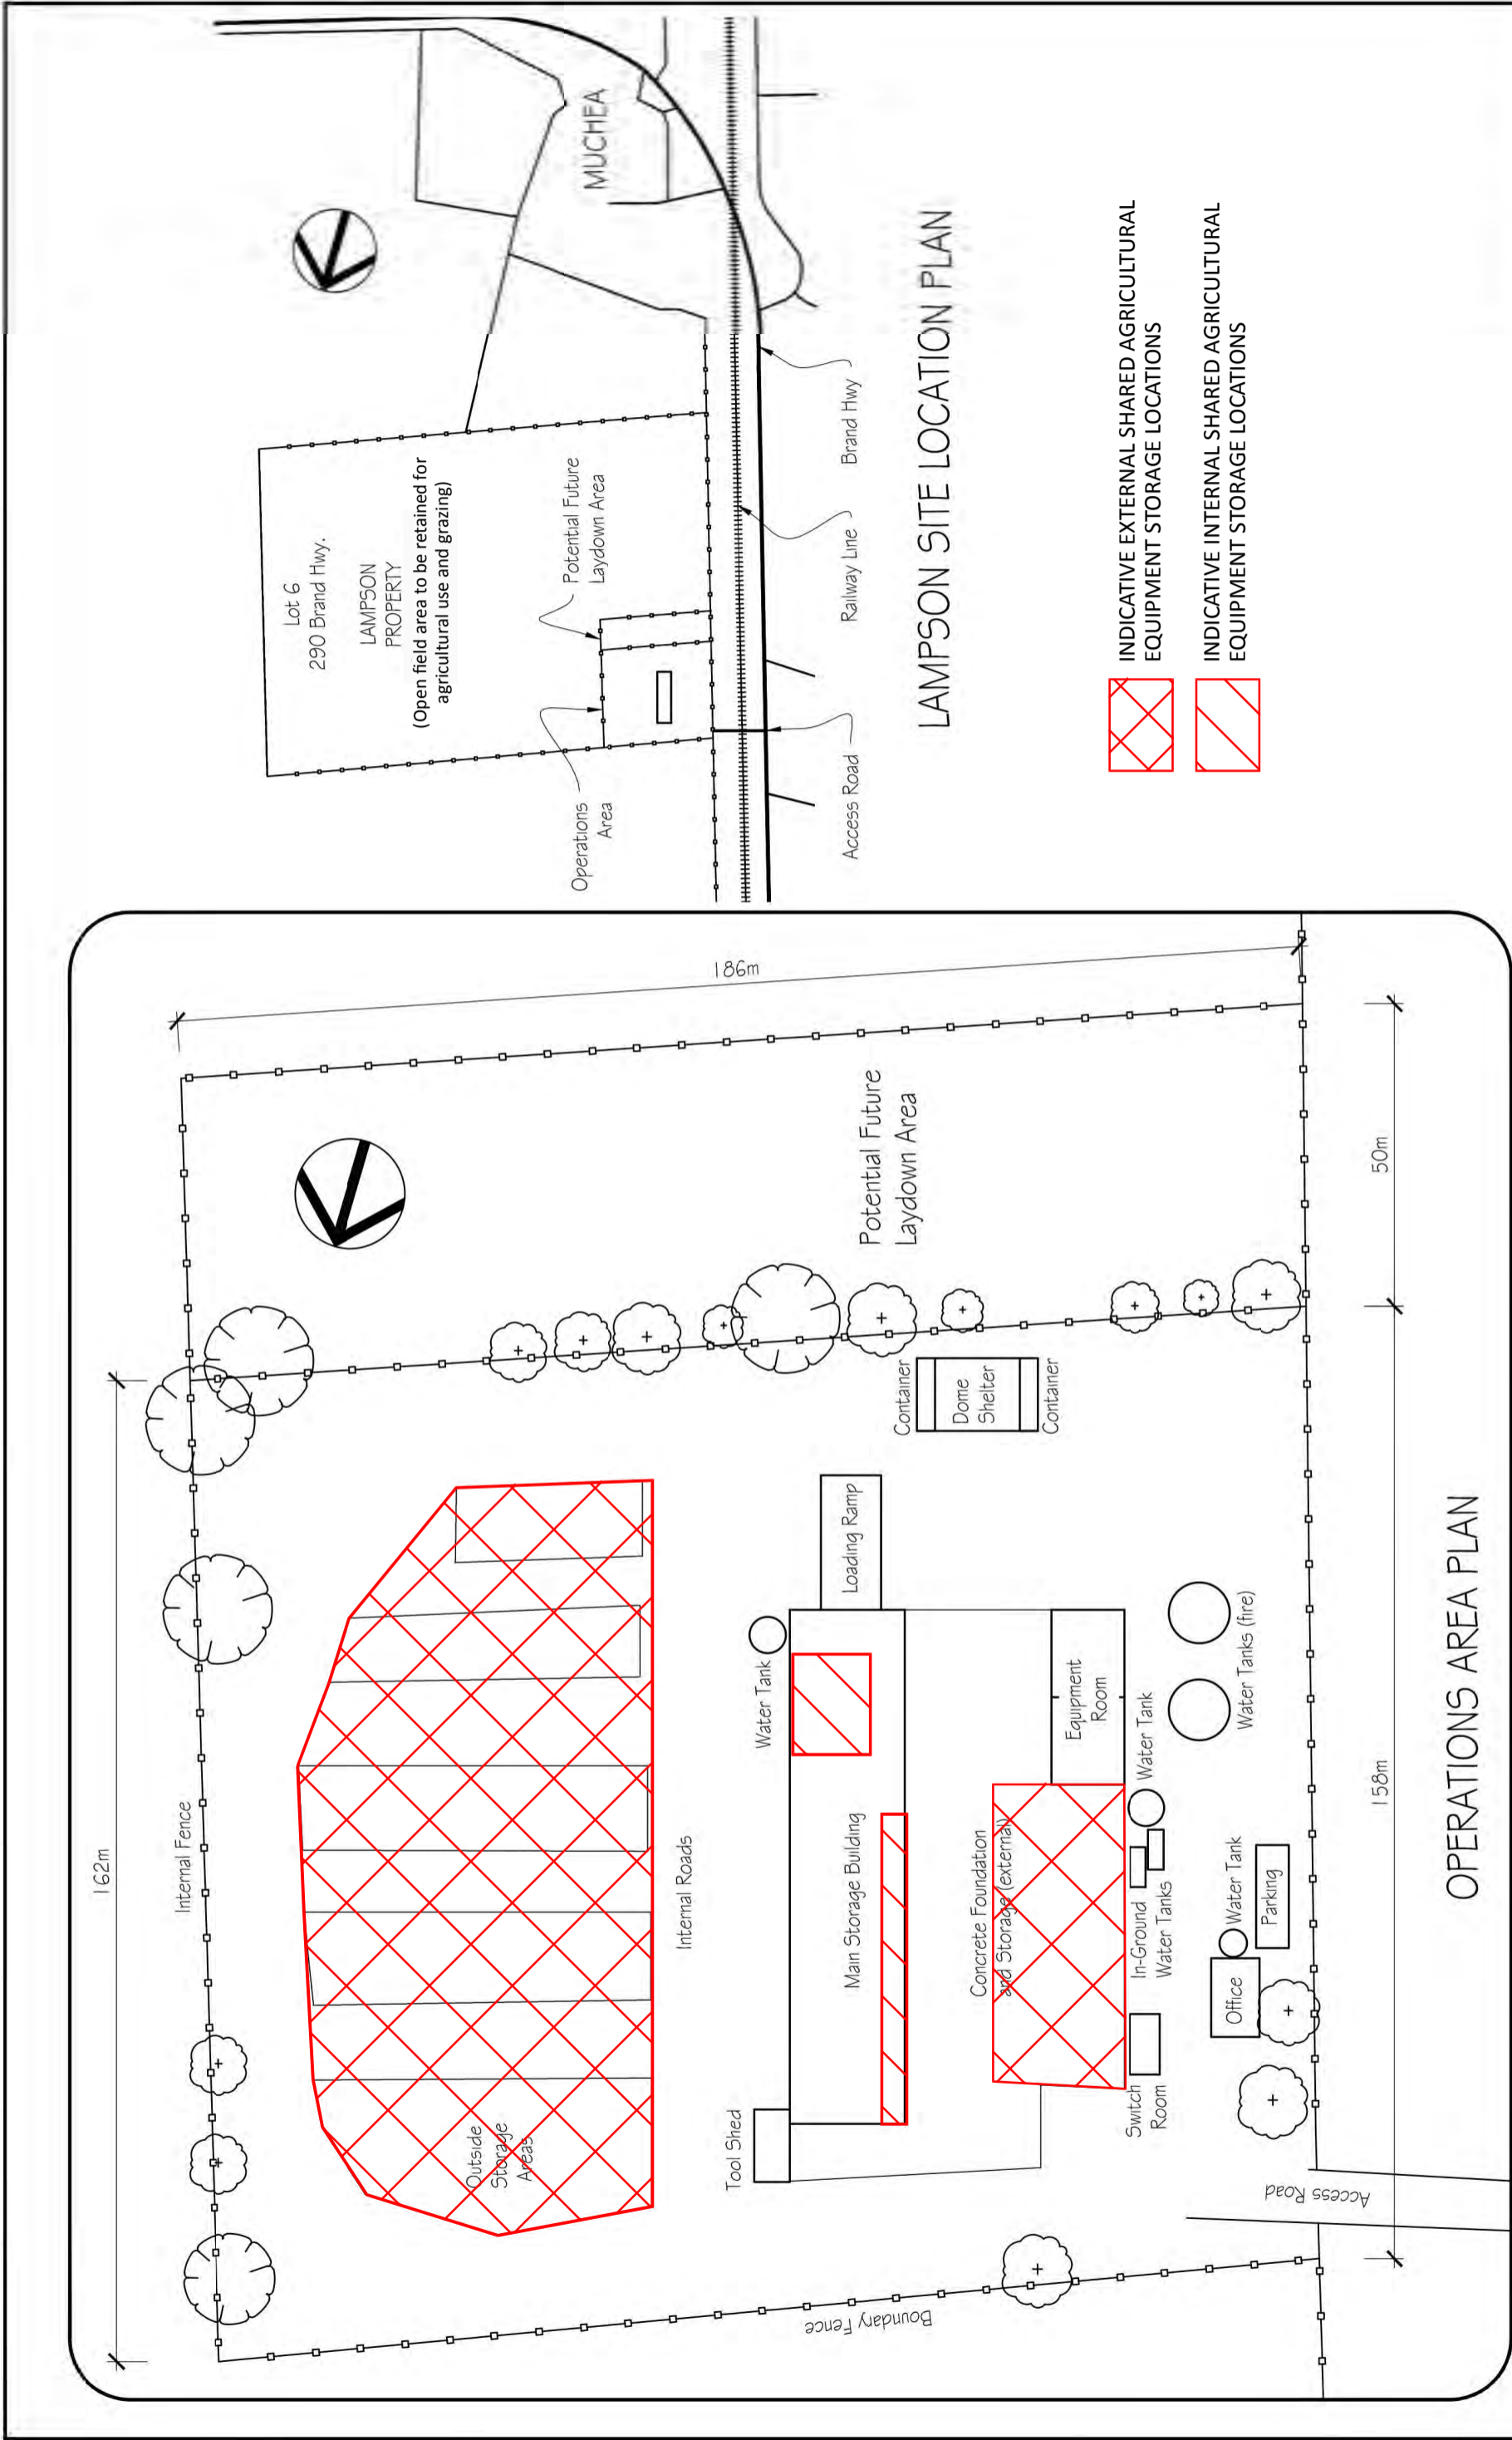 OPERATIONS AREA PLAN
162m
Internal Fence
Outside
Storage
Areas
Internal Roads
Tool Shed
Water Tank
Main Storage Building
Loading Ramp
Container
Dome
Shelter
Container
Potential Future
Laydown Area
186m
Concrete Foundation
and Storage (external)
Equipment
Room
Water Tank
In-Ground
Water Tanks
Switch
Room
Water Tanks (fire)
Office
Water Tank
Parking
Access Road
Boundary Fence
158m
50m
LAMPSON SITE LOCATION PLAN
Lot 6
290 Brand Hwy.
LAMPSON
PROPERTY
(Open field area to be retained for
agricultural use and grazing)
Potential Future
Laydown Area
Operations
Area
MUCHEA
Access Road
Railway Line
Brand Hwy
INDICATIVE EXTERNAL SHARED AGRICULTURAL
EQUIPMENT STORAGE LOCATIONS
INDICATIVE INTERNAL SHARED AGRICULTURAL
EQUIPMENT STORAGE LOCATIONS